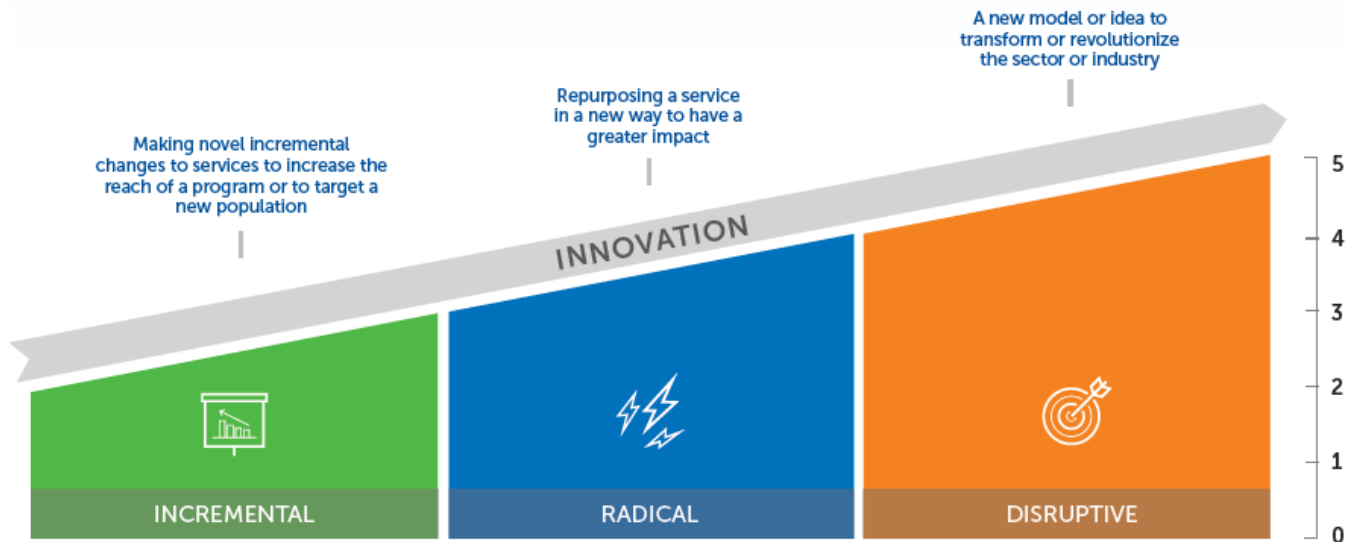 A new model or idea to
transform or revolutionize
the sector or industry
Repurposing a service
in a new way to have a
greater impact
Making novel incremental
changes to services to increase the
reach of a program or to target a
new population
INNOVATION
5
4
3
2
1
0
INCREMENTAL
RADICAL
DISRUPTIVE